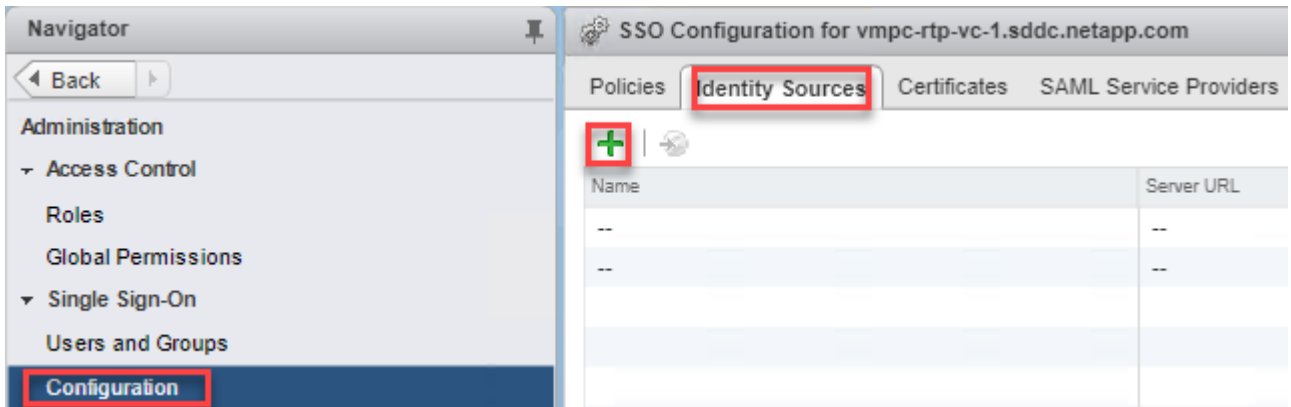 Navigator
Back
Administration
Access Control
Roles
Global Permissions
Single Sign-On
Users and Groups
Configuration
SSO Configuration for vmpc-rtp-vc-1.sddc.netapp.com
Policies Identity Sources Certificates SAML Service Providers
Name Server URL
-- --
-- --